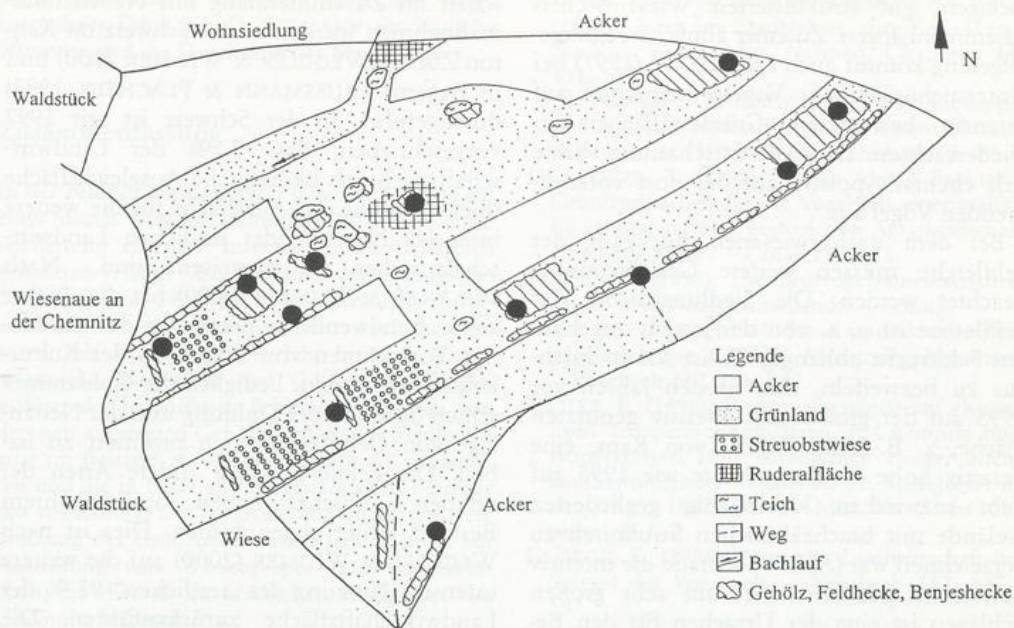 Acker
Wohnsiedlung
Acker
N
Waldstück
Wiesenaue an
der Chemnitz
Acker
Legende
Acker
Grünland
Streuobstwiese
Ruderalfläche
Teich
Weg
Bachlauf
Gehölz, Feldhecke, Benjeshecke
Waldstück
Wiese
Acker